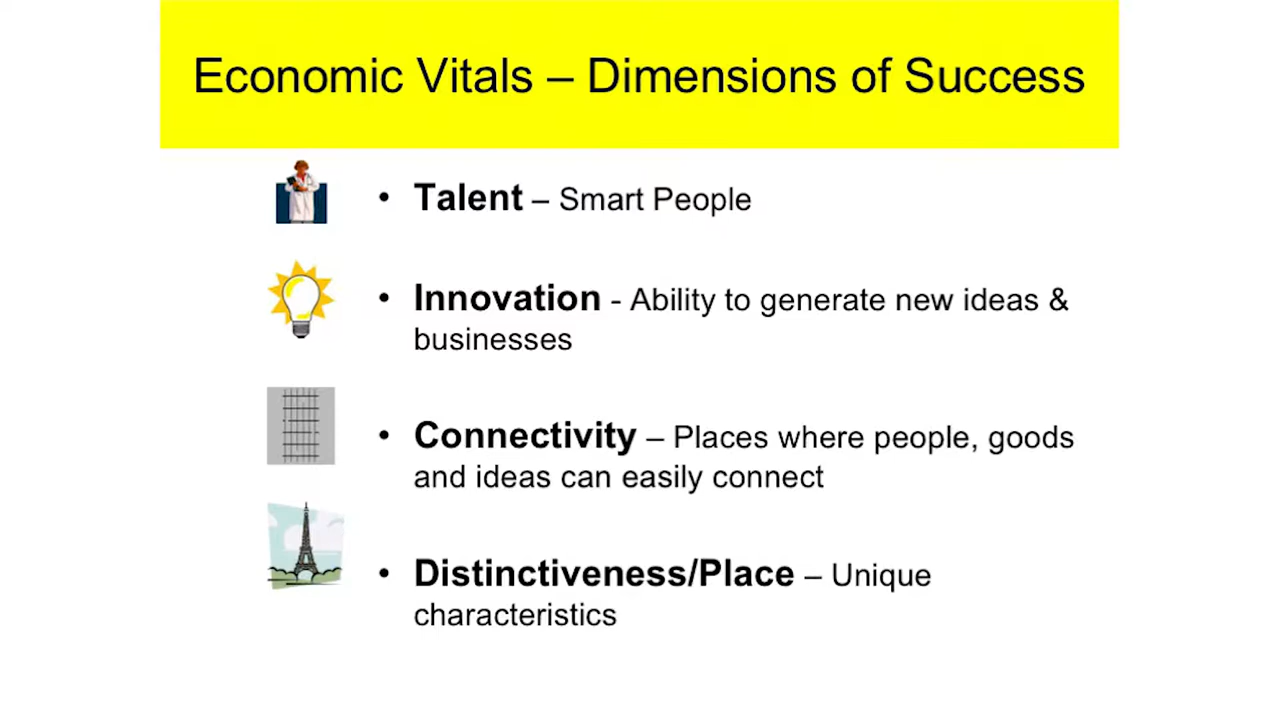 Economic Vitals – Dimensions of Success
• Talent – Smart People
• Innovation - Ability to generate new ideas &
businesses
• Connectivity – Places where people, goods
and ideas can easily connect
• Distinctiveness/Place – Unique
characteristics